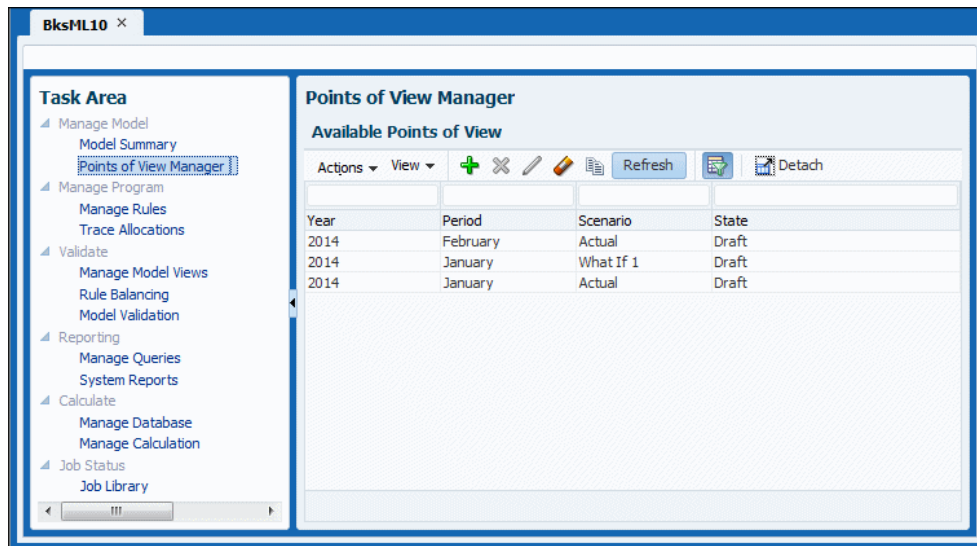 BksML10 ×
Task Area
Manage Model
Model Summary
Points of View Manager
Manage Program
Manage Rules
Trace Allocations
Validate
Manage Model Views
Rule Balancing
Model Validation
Reporting
Manage Queries
System Reports
Calculate
Manage Database
Manage Calculation
Job Status
Job Library
Points of View Manager
Available Points of View
Actions View Refresh Detach
Year Period Scenario State
2014 February Actual Draft
2014 January What If 1 Draft
2014 January Actual Draft